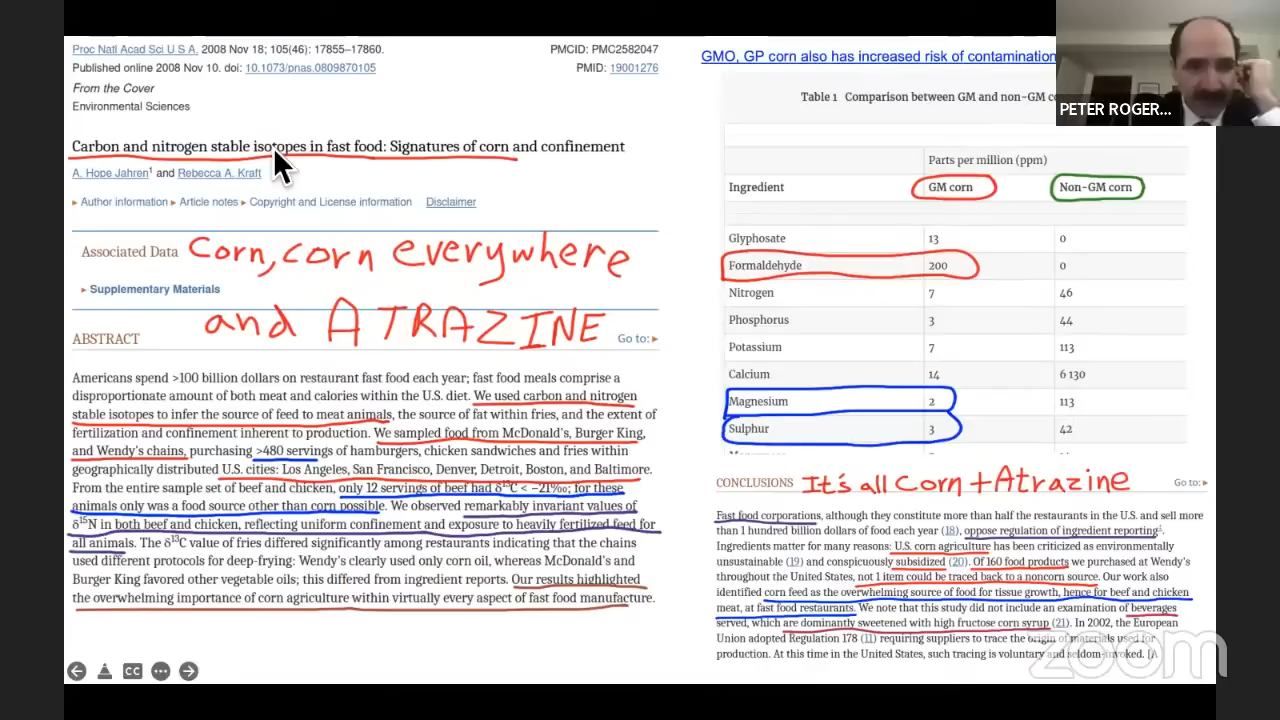 Proc Natl Acad Sci U S A. 2008 Nov 18; 105(46): 17855–17860.
PMCID: PMC2582047
Published online 2008 Nov 10. doi: 10.1073/pnas.0809870105
PMID: 19001276
From the Cover
Environmental Sciences
Carbon and nitrogen stable isotopes in fast food: Signatures of corn and confinement
A. Hope Jahren1 and Rebecca A. Kraft
▸ Author information ▸ Article notes ▸ Copyright and License information Disclaimer
Associated Data
Corn, corn everywhere
▸ Supplementary Materials
and ATRAZINE
ABSTRACT
Go to: ▸
Americans spend >100 billion dollars on restaurant fast food each year; fast food meals comprise a
disproportionate amount of both meat and calories within the U.S. diet. We used carbon and nitrogen
stable isotopes to infer the source of feed to meat animals, the source of fat within fries, and the extent of
fertilization and confinement inherent to production. We sampled food from McDonald's, Burger King,
and Wendy's chains, purchasing >480 servings of hamburgers, chicken sandwiches and fries within
geographically distributed U.S. cities: Los Angeles, San Francisco, Denver, Detroit, Boston, and Baltimore.
From the entire sample set of beef and chicken, only 12 servings of beef had δ13C < −21‰; for these
animals only was a food source other than corn possible. We observed remarkably invariant values of
δ15N in both beef and chicken, reflecting uniform confinement and exposure to heavily fertilized feed for
all animals. The δ13C value of fries differed significantly among restaurants indicating that the chains
used different protocols for deep-frying: Wendy's clearly used only corn oil, whereas McDonald's and
Burger King favored other vegetable oils; this differed from ingredient reports. Our results highlighted
the overwhelming importance of corn agriculture within virtually every aspect of fast food manufacture.
CC
GMO, GP corn also has increased risk of contamination
PETER ROGER...
Table 1 Comparison between GM and non-GM
Parts per million (ppm)
Ingredient GM corn Non-GM corn
Glyphosate 13 0
Formaldehyde 200 0
Nitrogen 7 46
Phosphorus 3 44
Potassium 7 113
Calcium 14 6 130
Magnesium 2 113
Sulphur 3 42
CONCLUSIONS
It's all Corn + Atrazine
Go to: ▸
Fast food corporations, although they constitute more than half the restaurants in the U.S. and sell more
than 1 hundred billion dollars of food each year (18), oppose regulation of ingredient reporting.
Ingredients matter for many reasons: U.S. corn agriculture has been criticized as environmentally
unsustainable (19) and conspicuously subsidized (20). Of 160 food products we purchased at Wendy's
throughout the United States, not 1 item could be traced back to a noncorn source. Our work also
identified corn feed as the overwhelming source of food for tissue growth, hence for beef and chicken
meat, at fast food restaurants. We note that this study did not include an examination of beverages
served, which are dominantly sweetened with high fructose corn syrup (21). In 2002, the European
Union adopted Regulation 178 (11) requiring suppliers to trace the origin of materials used for
production. At this time in the United States, such tracing is voluntary and seldom-invoked. [A
zoom